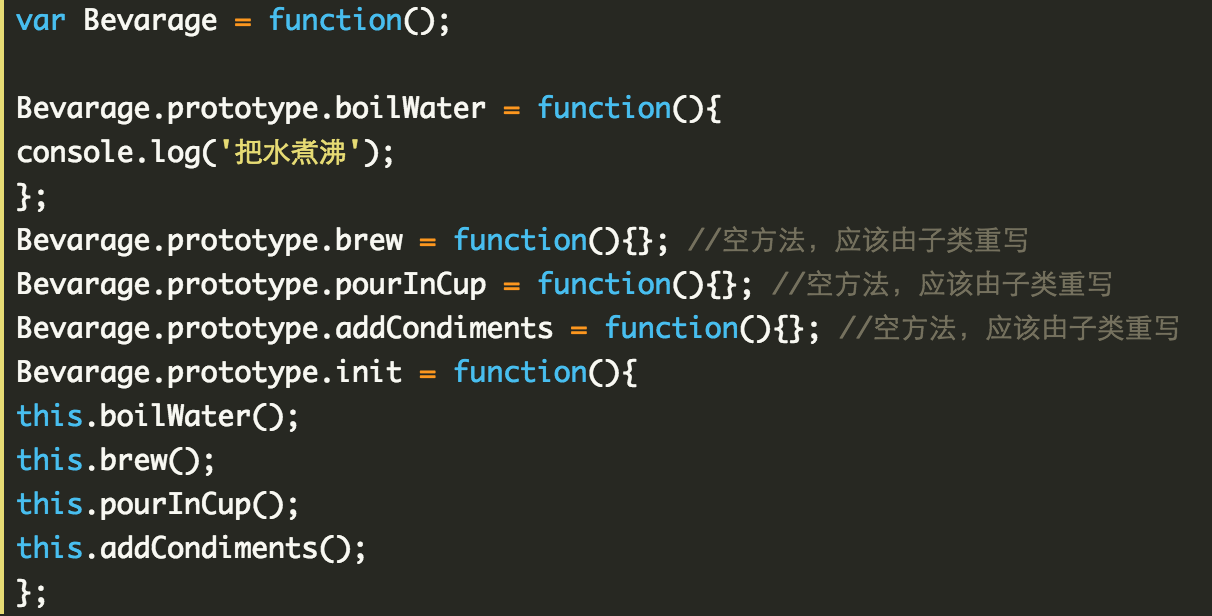 var Bevarage = function();
Bevarage.prototype.boilWater = function(){
console.log('把水煮沸');
};
Bevarage.prototype.brew = function(){}; //空方法，应该由子类重写
Bevarage.prototype.pourInCup = function(){}; //空方法，应该由子类重写
Bevarage.prototype.addCondiments = function(){}; //空方法，应该由子类重写
Bevarage.prototype.init = function(){
this.boilWater();
this.brew();
this.pourInCup();
this.addCondiments();
};